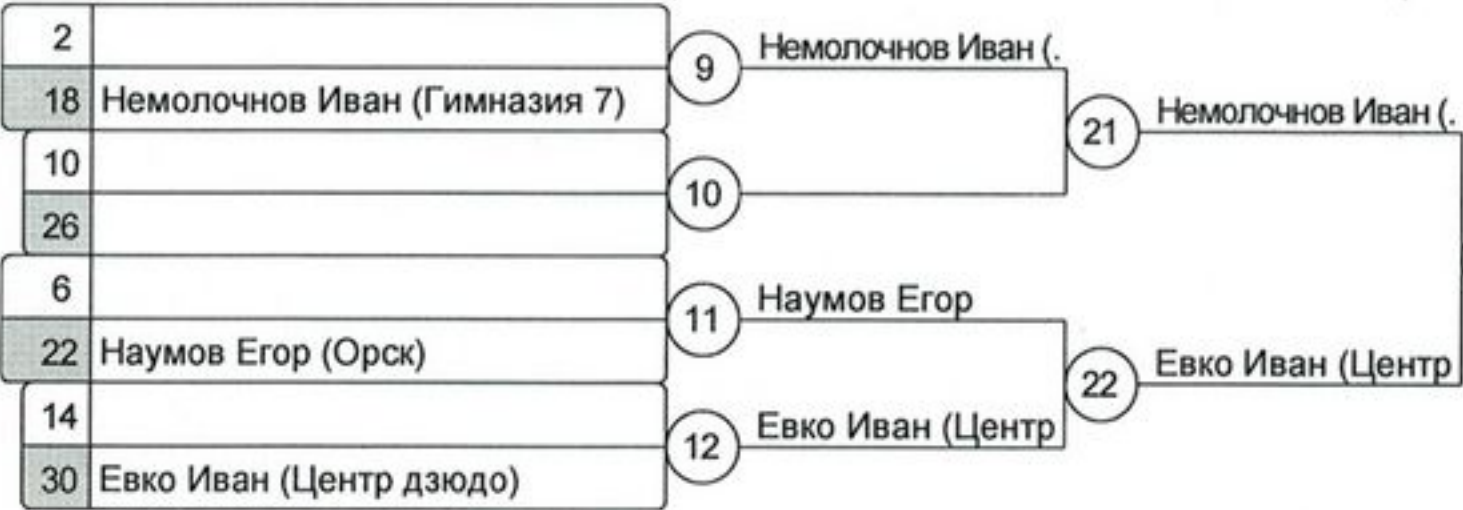 2
18 Немолочнов Иван (Гимназия 7)
10
26
6
22 Наумов Егор (Орск)
14
30 Евко Иван (Центр дзюдо)
9
Немолочнов Иван (.
10
11
Наумов Егор
12
Евко Иван (Центр
21
Немолочнов Иван (.
22
Евко Иван (Центр